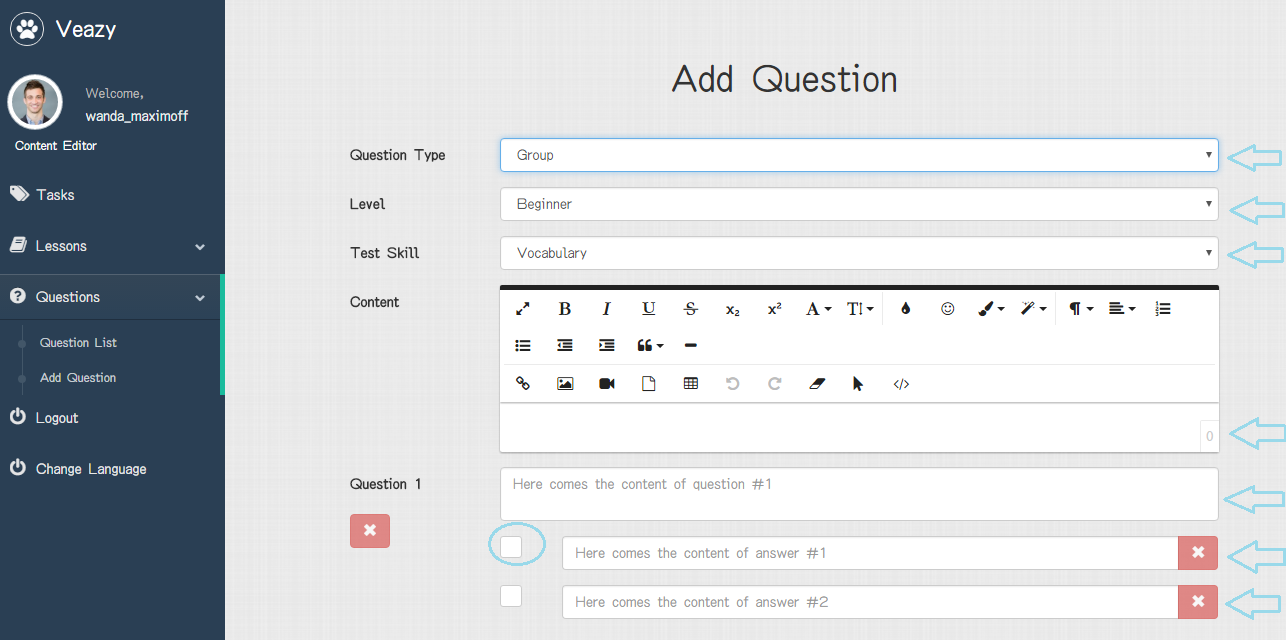 Veazy
Welcome,
wanda_maximoff
Content Editor
Tasks
Lessons
Questions
Question List
Add Question
Logout
Change Language
Add Question
Question Type
Group
Level
Beginner
Test Skill
Vocabulary
Content
B I U S x₂ x² A T
0
Question 1
Here comes the content of question #1
Here comes the content of answer #1
Here comes the content of answer #2